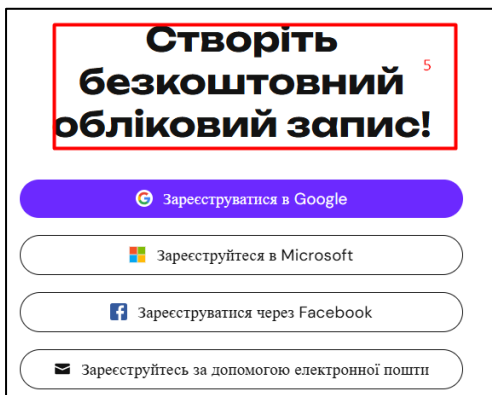 Створіть
безкоштовний 5
обліковий запис!
Зареєструватися в Google
Зареєструйтеся в Microsoft
Зареєструватися через Facebook
Зареєструйтесь за допомогою електронної пошти